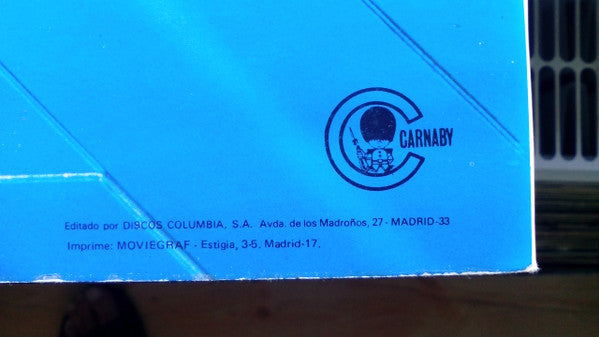 CARNABY
Editado por DISCOS COLUMBIA, S.A. Avda. de los Madroños, 27 - MADRID-33
Imprime: MOVIEGRAF - Estigia, 3-5. Madrid-17.